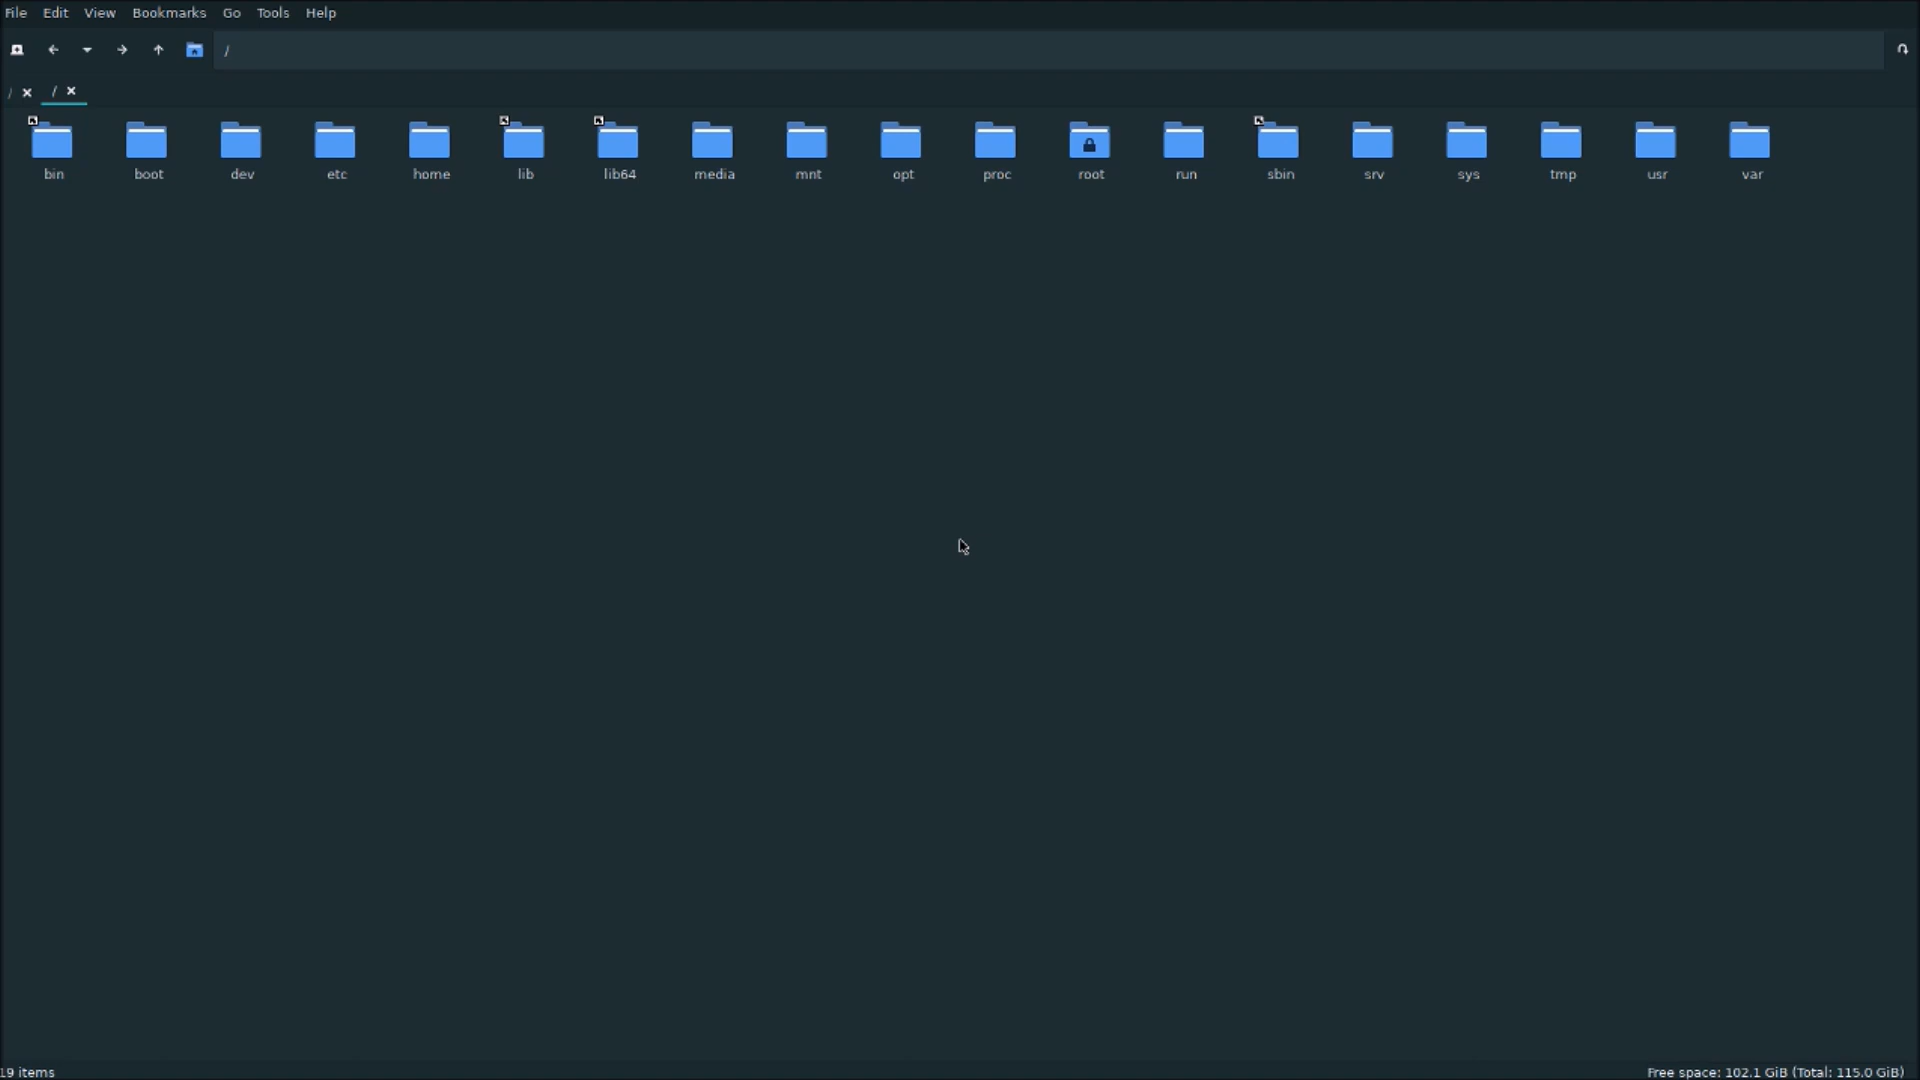 File Edit View Bookmarks Go Tools Help
/
/ /
bin boot dev etc home lib lib64 media mnt opt proc root run sbin srv sys tmp usr var
19 items Free space: 102.1 GiB (Total: 115.0 GiB)